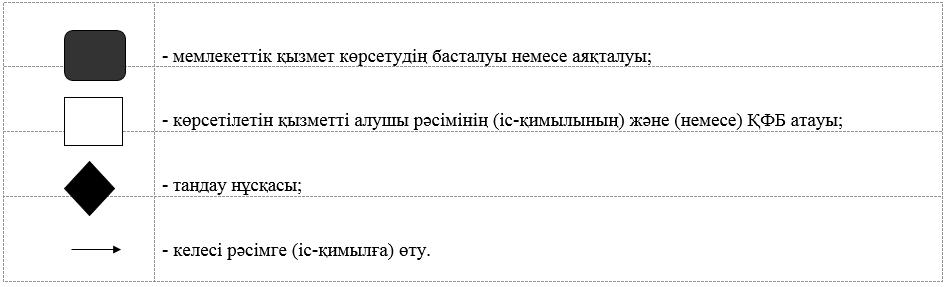 - мемлекеттік қызмет көрсетудің басталуы немесе аяқталуы;
- көрсетілетін қызметті алушы рәсімінің (іс-қимылының) және (немесе) ҚФБ атауы;
- таңдау нұсқасы;
- келесі рәсімге (іс-қимылға) өту.